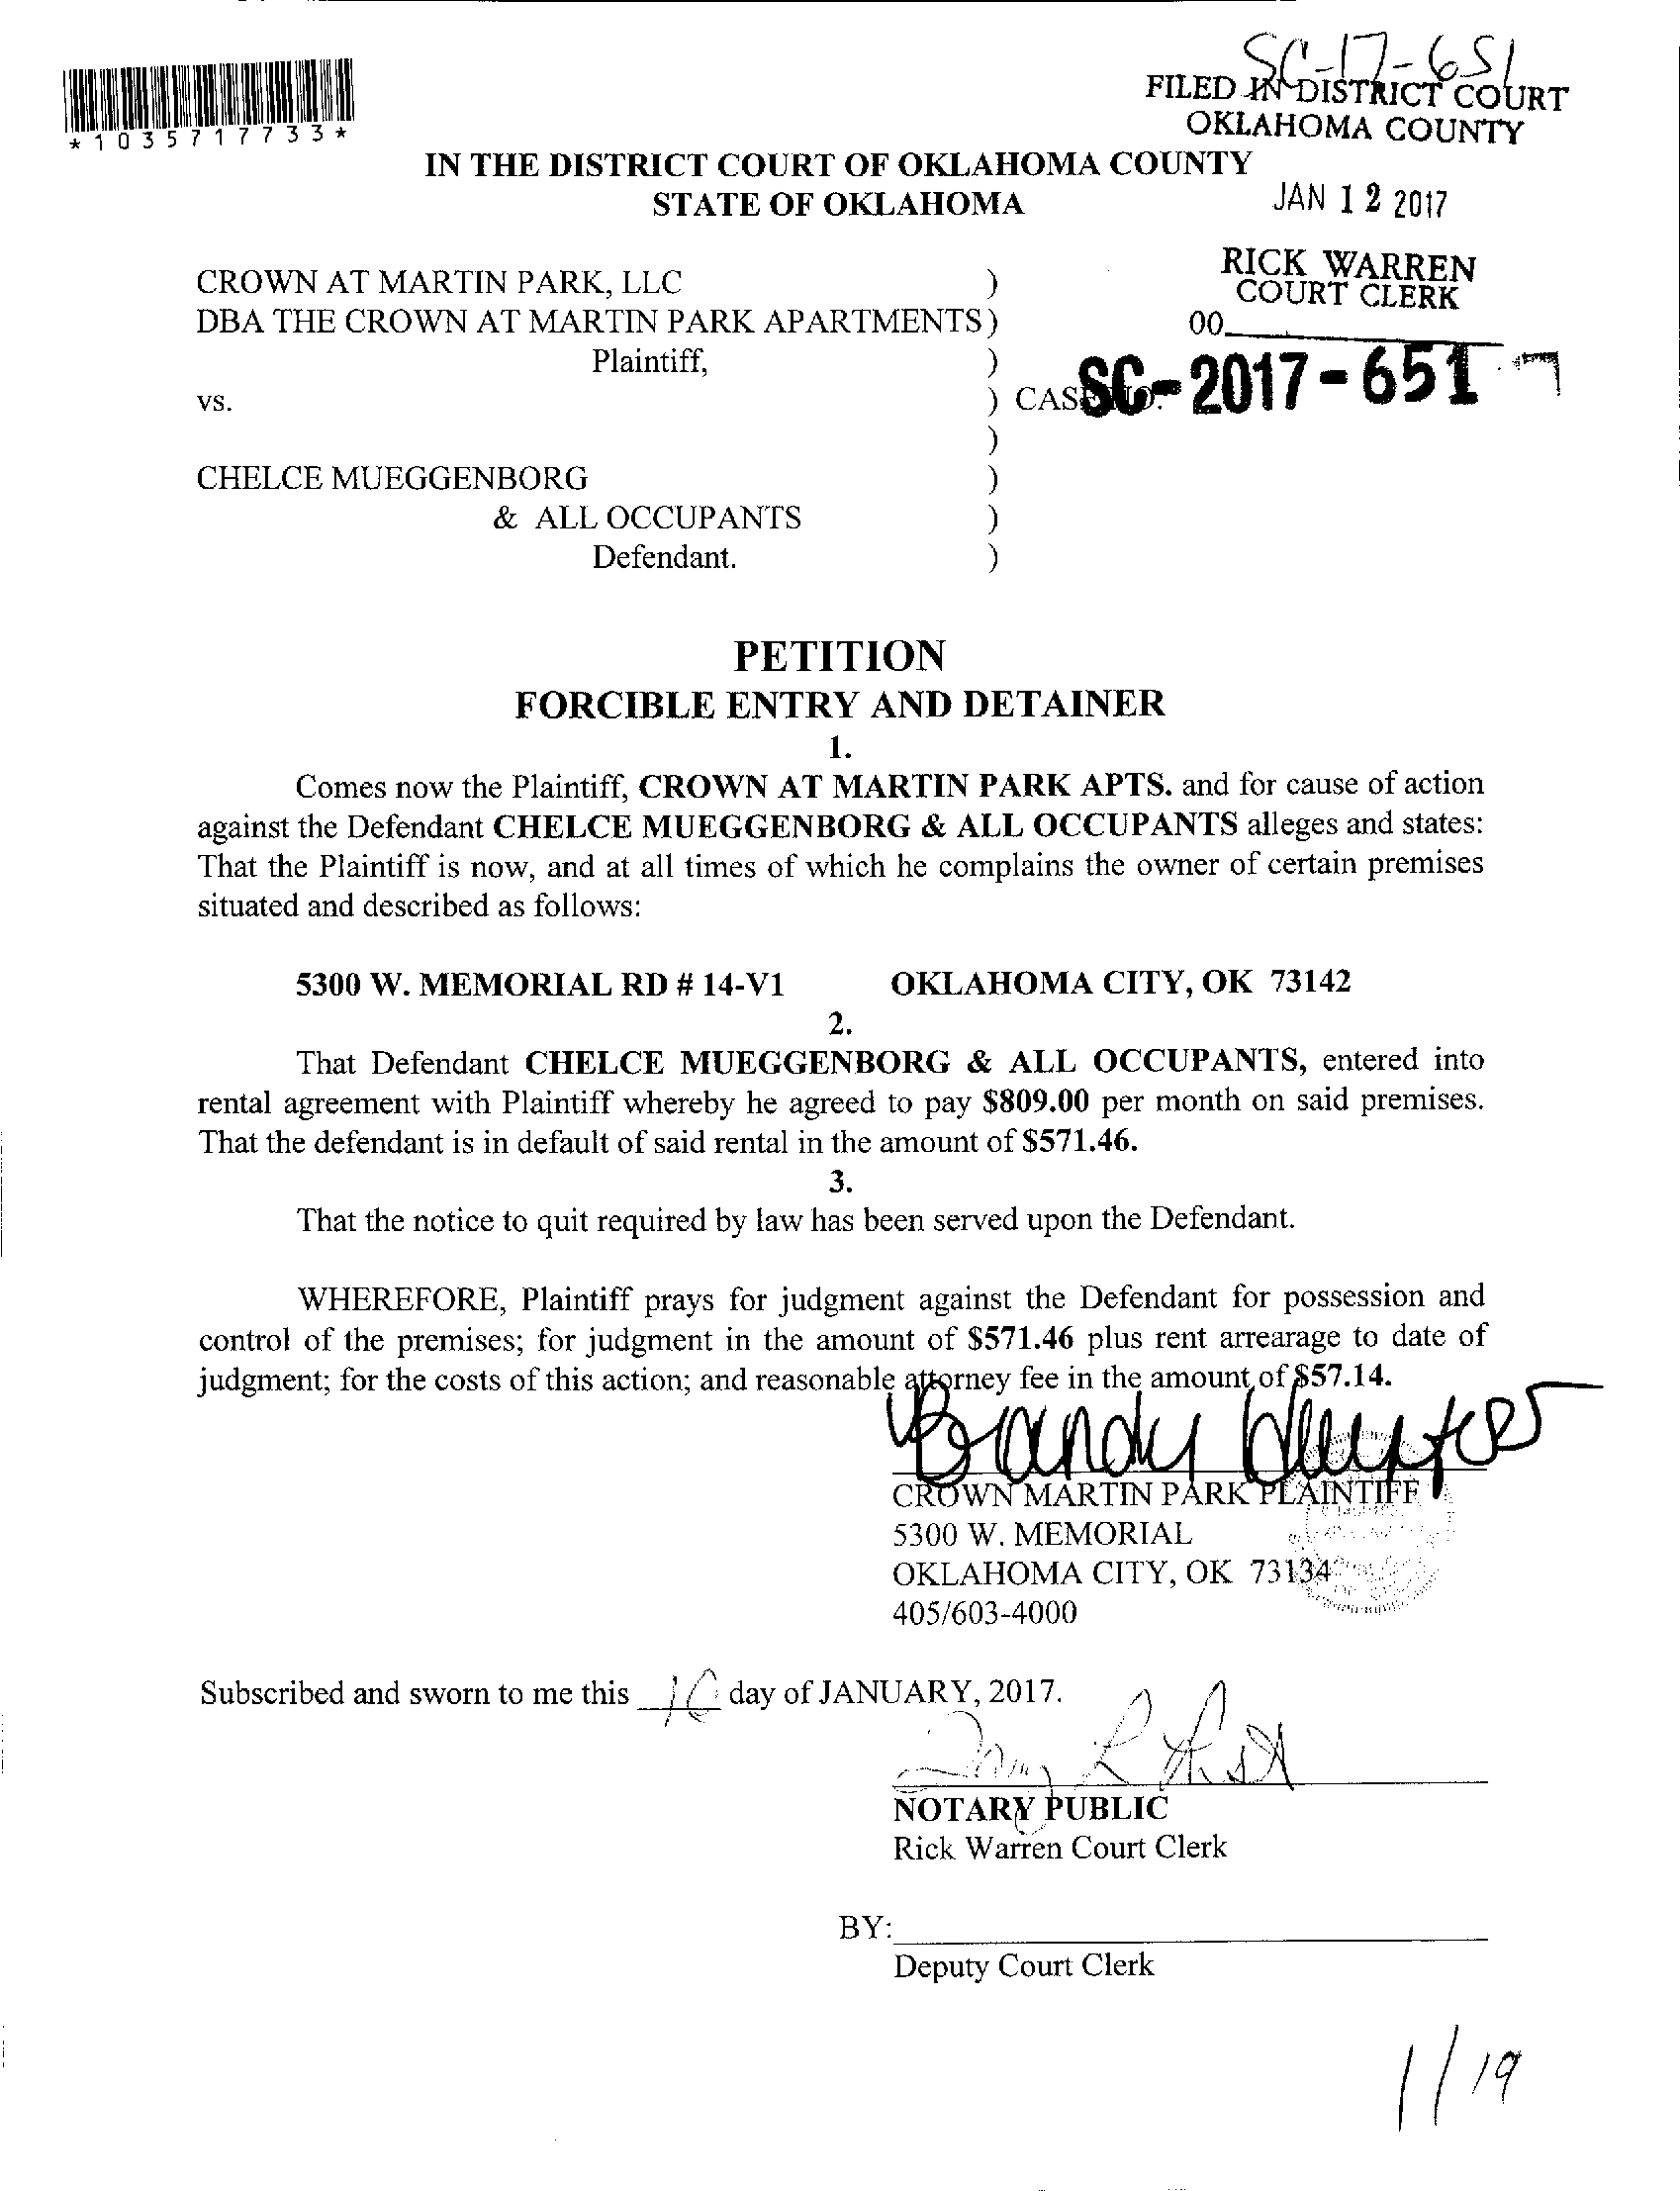 SC-17-651
FILED IN DISTRICT COURT
OKLAHOMA COUNTY
*1035717733*
IN THE DISTRICT COURT OF OKLAHOMA COUNTY
STATE OF OKLAHOMA
JAN 12 2017
RICK WARREN
COURT CLERK
00
CROWN AT MARTIN PARK, LLC )
DBA THE CROWN AT MARTIN PARK APARTMENTS)
Plaintiff, )
vs. ) CASE NO. SC-2017-651
)
CHELCE MUEGGENBORG )
& ALL OCCUPANTS )
Defendant. )
PETITION
FORCIBLE ENTRY AND DETAINER
1.
Comes now the Plaintiff, CROWN AT MARTIN PARK APTS. and for cause of action
against the Defendant CHELCE MUEGGENBORG & ALL OCCUPANTS alleges and states:
That the Plaintiff is now, and at all times of which he complains the owner of certain premises
situated and described as follows:
5300 W. MEMORIAL RD # 14-V1 OKLAHOMA CITY, OK 73142
2.
That Defendant CHELCE MUEGGENBORG & ALL OCCUPANTS, entered into
rental agreement with Plaintiff whereby he agreed to pay $809.00 per month on said premises.
That the defendant is in default of said rental in the amount of $571.46.
3.
That the notice to quit required by law has been served upon the Defendant.
WHEREFORE, Plaintiff prays for judgment against the Defendant for possession and
control of the premises; for judgment in the amount of $571.46 plus rent arrearage to date of
judgment; for the costs of this action; and reasonable attorney fee in the amount of $57.14.
Brandy
CROWN MARTIN PARK PLAINTIFF
5300 W. MEMORIAL
OKLAHOMA CITY, OK 73134
405/603-4000
Subscribed and sworn to me this day of JANUARY, 2017.
NOTARY PUBLIC
Rick Warren Court Clerk
BY:
Deputy Court Clerk
1/19